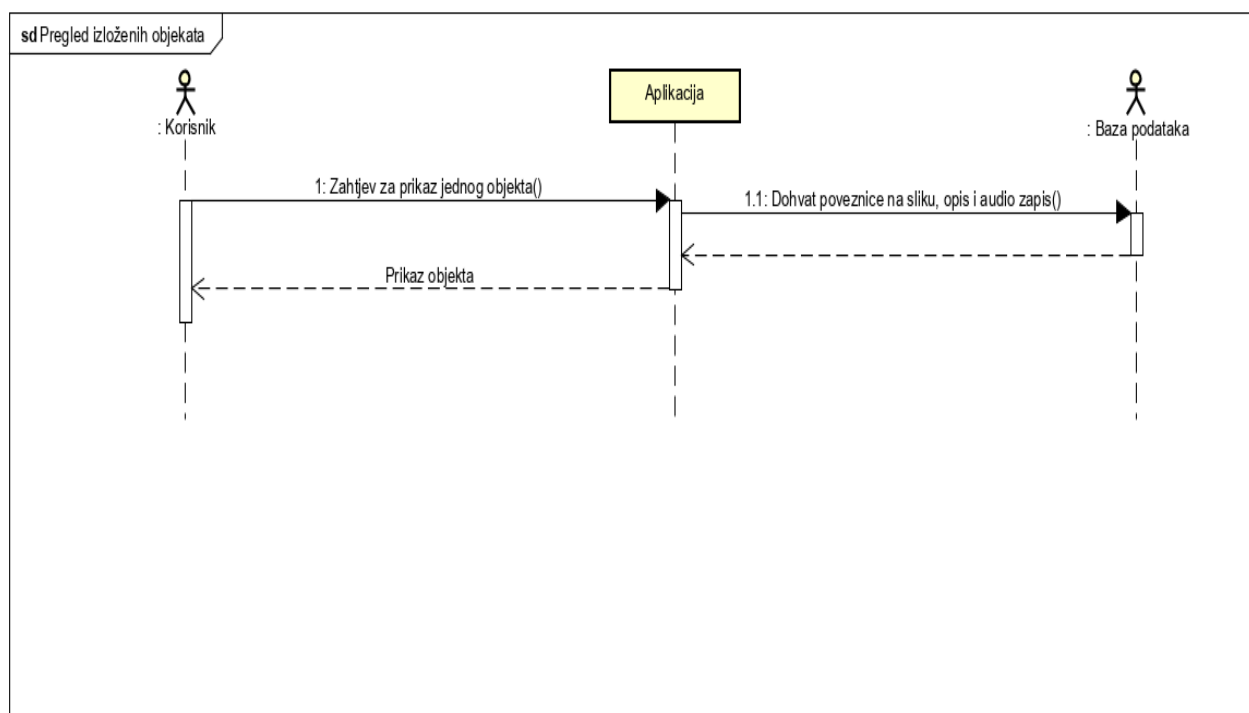 sd Pregled izloženih objekata
: Korisnik
Aplikacija
: Baza podataka
1: Zahtjev za prikaz jednog objekta()
1.1: Dohvat poveznice na sliku, opis i audio zapis()
Prikaz objekta